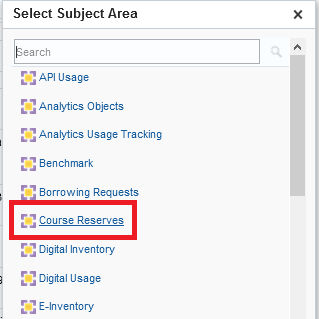 Select Subject Area
Search
API Usage
Analytics Objects
Analytics Usage Tracking
Benchmark
Borrowing Requests
Course Reserves
Digital Inventory
Digital Usage
E-Inventory